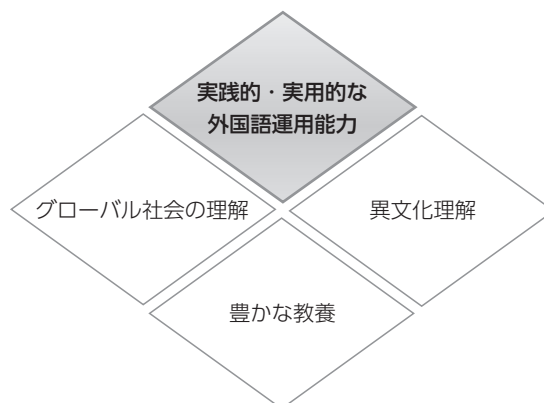 実践的・実用的な
外国語運用能力
グローバル社会の理解
異文化理解
豊かな教養